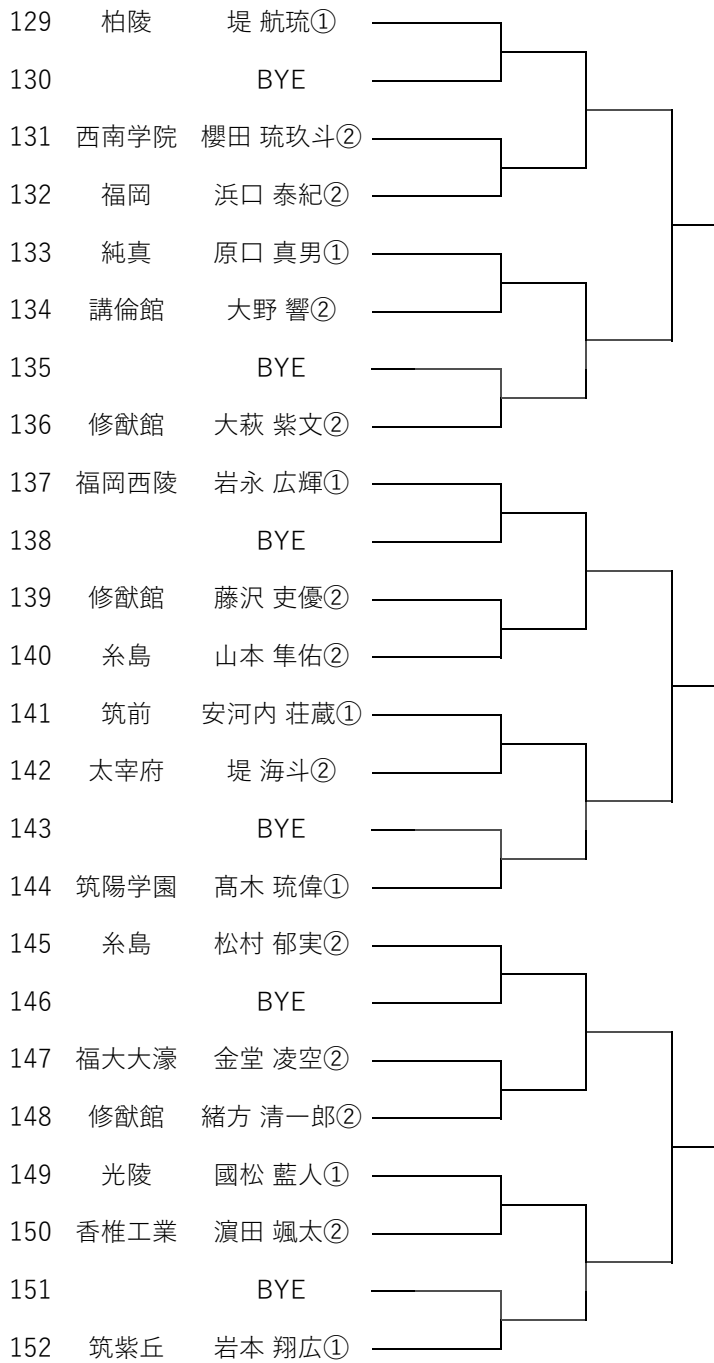 129 柏陵 堤 航琉①
130 BYE
131 西南学院 櫻田 琉玖斗②
132 福岡 浜口 泰紀②
133 純真 原口 真男①
134 講倫館 大野 響②
135 BYE
136 修猷館 大萩 紫文②
137 福岡西陵 岩永 広輝①
138 BYE
139 修猷館 藤沢 吏優②
140 糸島 山本 隼佑②
141 筑前 安河内 荘蔵①
142 太宰府 堤 海斗②
143 BYE
144 筑陽学園 髙木 琉偉①
145 糸島 松村 郁実②
146 BYE
147 福大大濠 金堂 凌空②
148 修猷館 緒方 清一郎②
149 光陵 國松 藍人①
150 香椎工業 濵田 颯太②
151 BYE
152 筑紫丘 岩本 翔広①